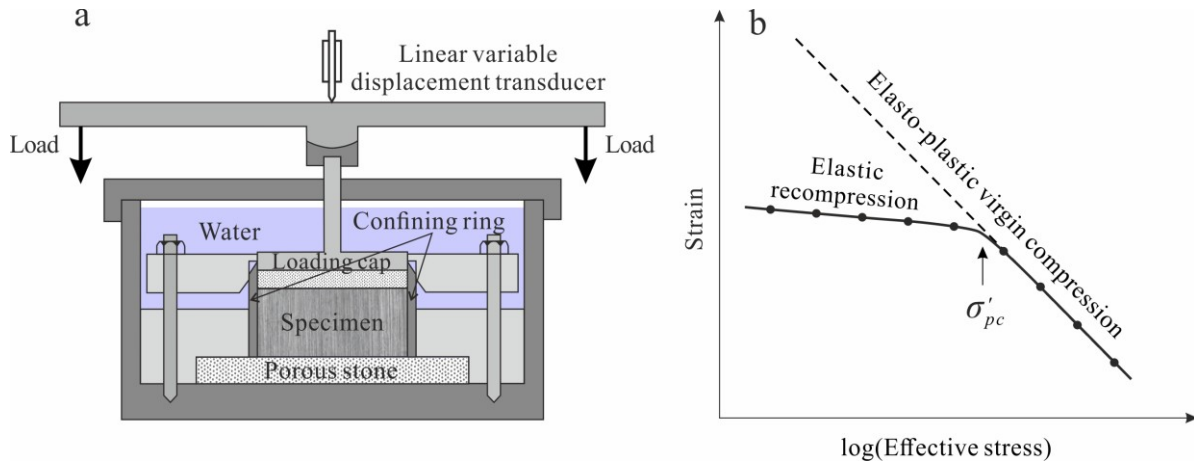 a
Linear variable
displacement transducer
Load
Load
Water
Confining ring
Loading cap
Specimen
Porous stone
b
Strain
Elasto-plastic virgin compression
Elastic
recompression
σ'pc
log(Effective stress)